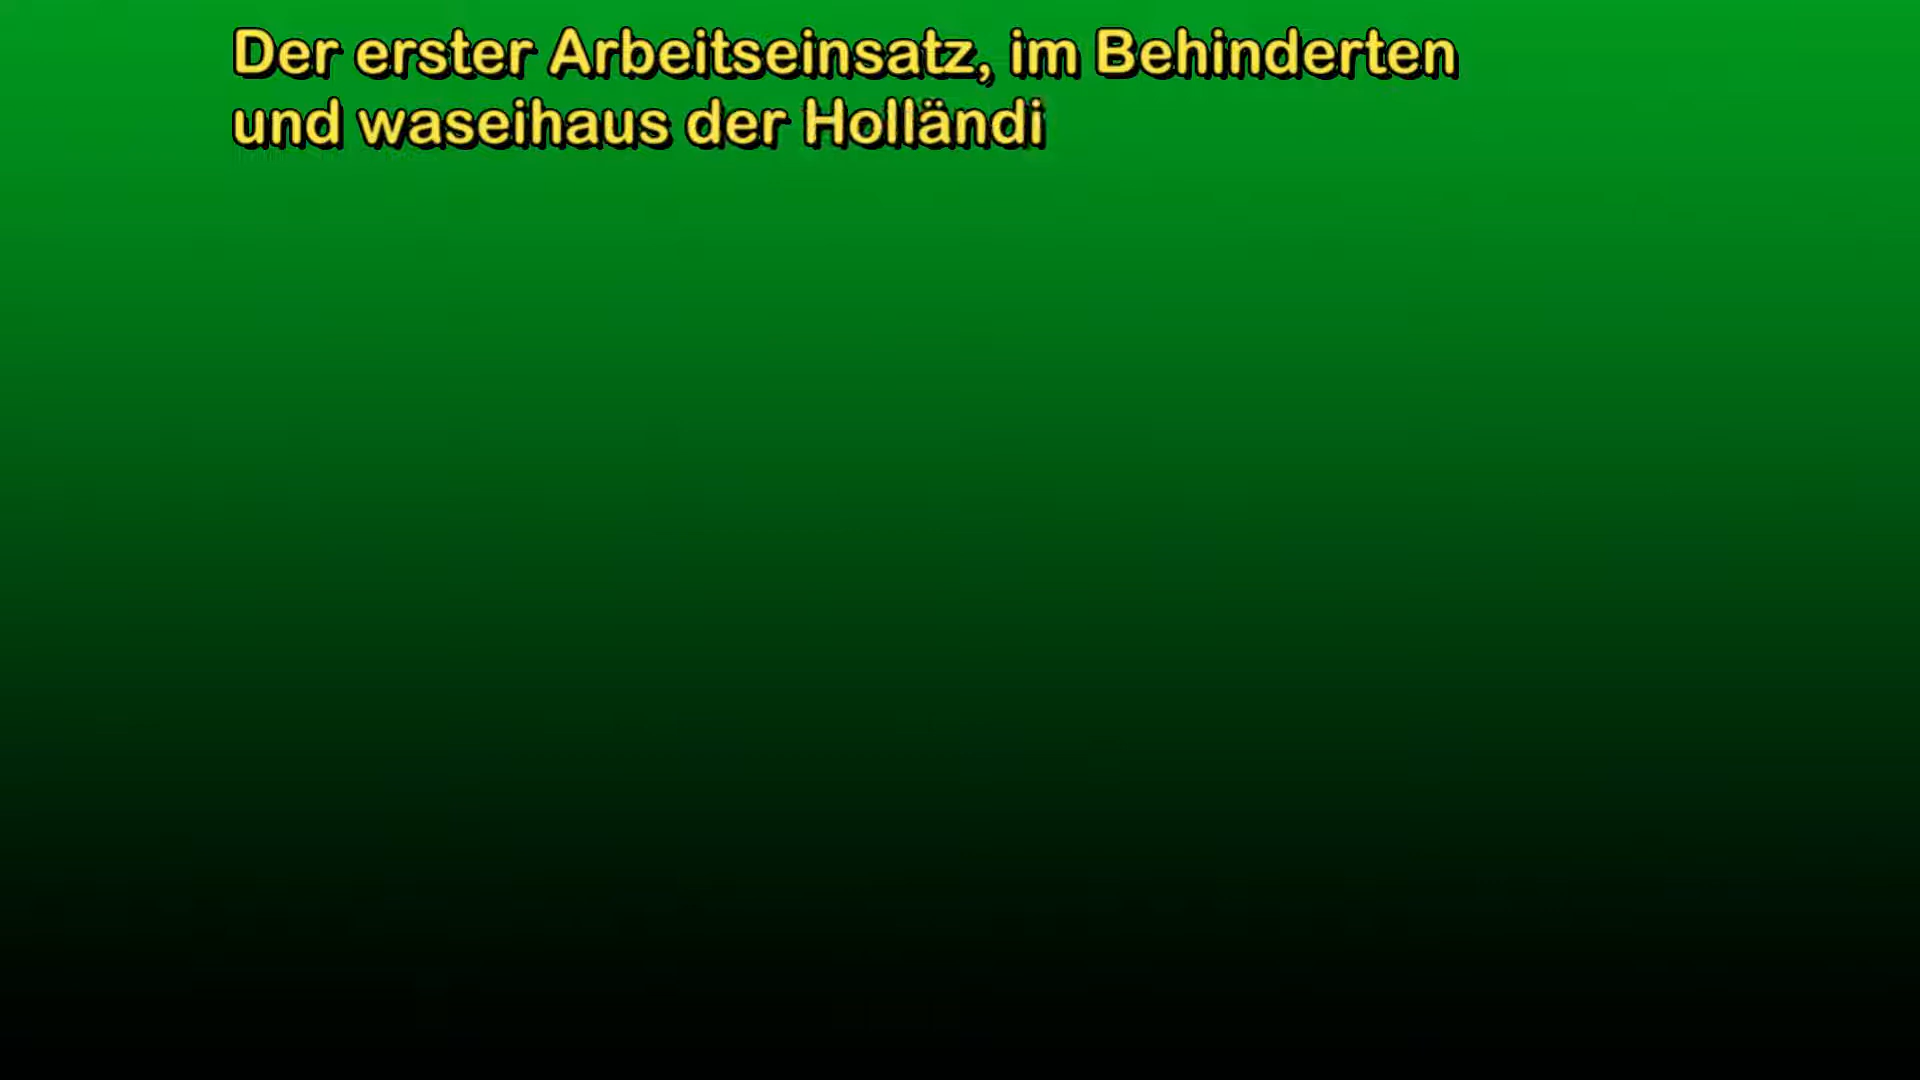 Der erster Arbeitseinsatz, im Behinderten
und waseihaus der Holländi